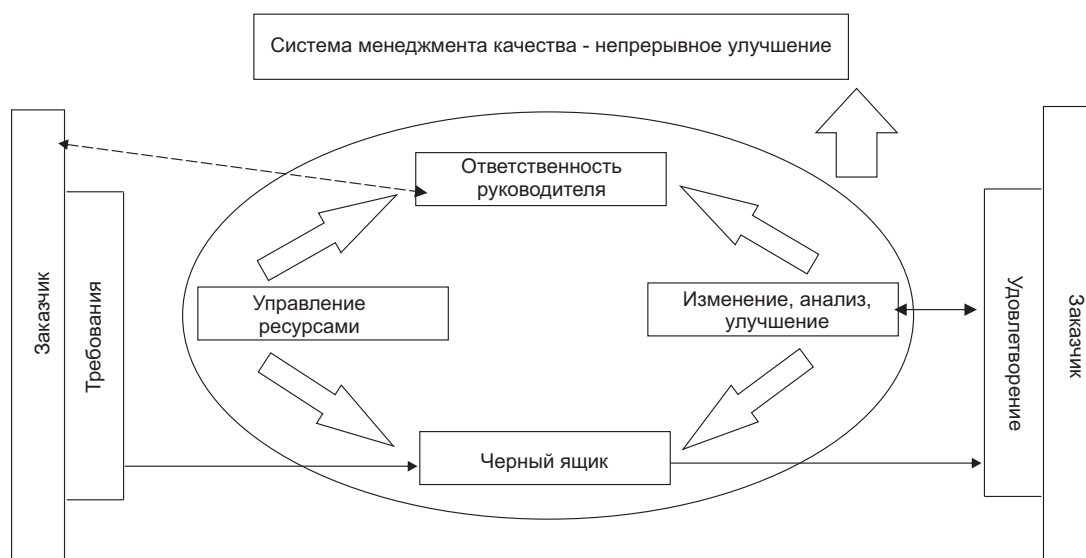 Система менеджмента качества - непрерывное улучшение
Заказчик
Требования
Ответственность
руководителя
Управление
ресурсами
Изменение, анализ,
улучшение
Черный ящик
Удовлетворение
Заказчик